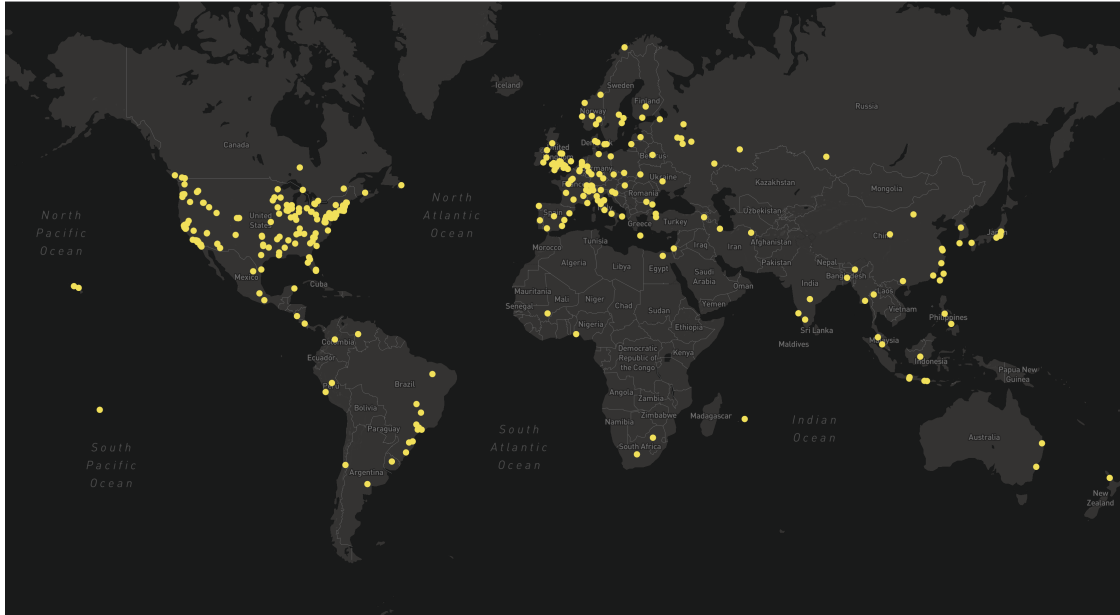 Iceland
Sweden
Finland
Russia
Norway
Canada
United
Belarus
Ukraine
Kazakhstan
Mongolia
Romania
North
Pacific
Ocean
North
Atlantic
Ocean
United
States
Spain
Greece
Turkey
Uzbekistan
China
Japan
Morocco
Tunisia
Iraq
Iran
Afghanistan
Mexico
Cuba
Algeria
Libya
Egypt
Saudi
Arabia
Pakistan
Nepal
Bangladesh
Oman
India
Laos
Mauritania
Mali
Niger
Chad
Sudan
Yemen
Senegal
Vietnam
Philippines
Nigeria
Ethiopia
Sri Lanka
Maldives
Malaysia
Colombia
Ecuador
Democratic
Republic of
the Congo
Kenya
Indonesia
Papua New
Guinea
Peru
Brazil
Bolivia
Angola
Zambia
Zimbabwe
Madagascar
Namibia
Paraguay
South
Pacific
Ocean
South
Atlantic
Ocean
Indian
Ocean
South Africa
Australia
Argentina
New
Zealand